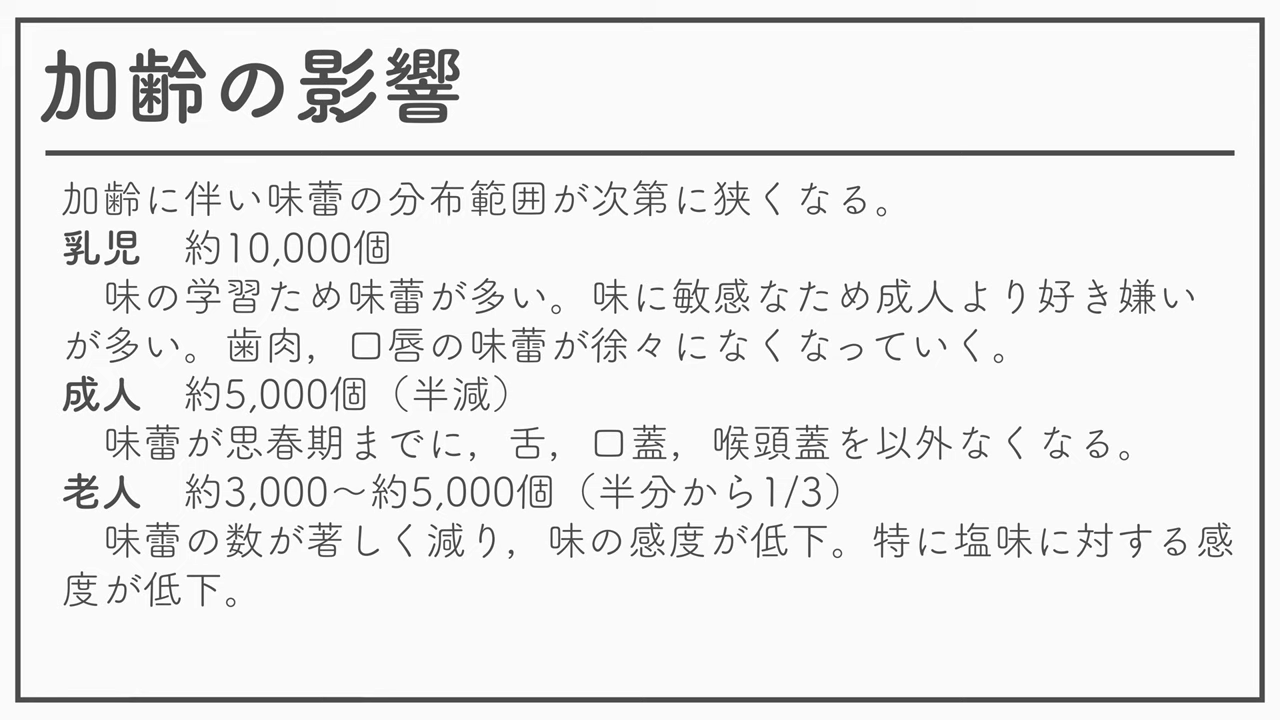 加齢の影響
加齢に伴い味蕾の分布範囲が次第に狭くなる。
乳児　約10,000個
　味の学習ため味蕾が多い。味に敏感なため成人より好き嫌い
が多い。歯肉，口唇の味蕾が徐々になくなっていく。
成人　約5,000個（半減）
　味蕾が思春期までに，舌，口蓋，喉頭蓋を以外なくなる。
老人　約3,000～約5,000個（半分から1/3）
　味蕾の数が著しく減り，味の感度が低下。特に塩味に対する感
度が低下。